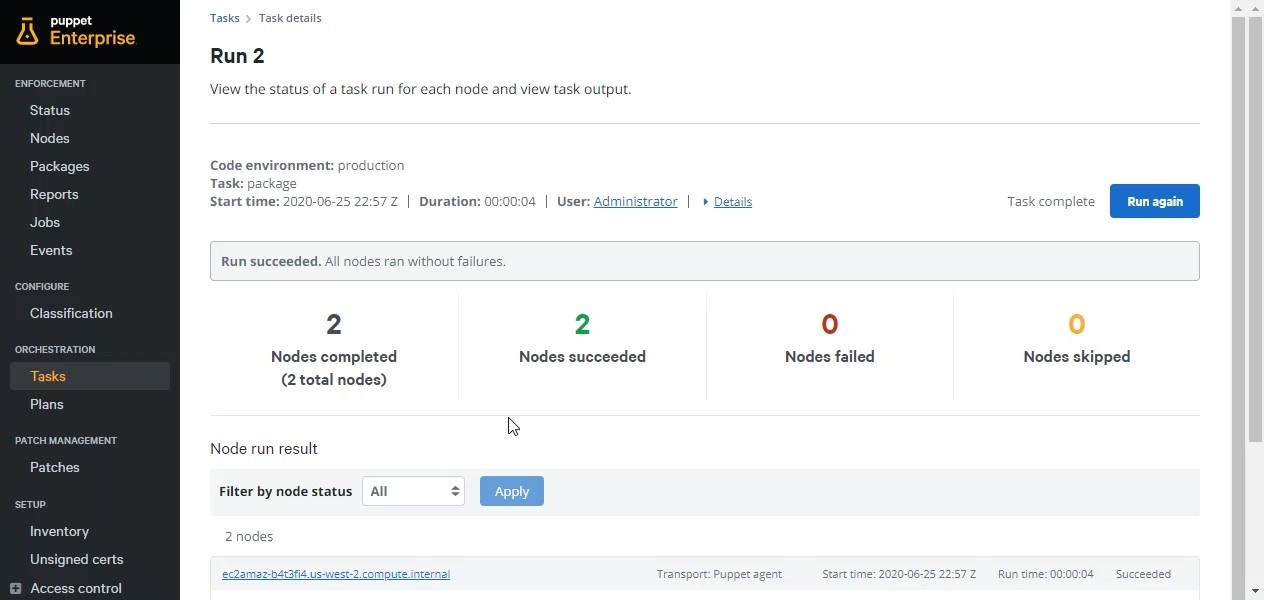 puppet
Enterprise
ENFORCEMENT
Status
Nodes
Packages
Reports
Jobs
Events
CONFIGURE
Classification
ORCHESTRATION
Tasks
Plans
PATCH MANAGEMENT
Patches
SETUP
Inventory
Unsigned certs
Access control
Tasks > Task details
Run 2
View the status of a task run for each node and view task output.
Code environment: production
Task: package
Start time: 2020-06-25 22:57 Z | Duration: 00:00:04 | User: Administrator | Details
Task complete
Run again
Run succeeded. All nodes ran without failures.
2
Nodes completed
(2 total nodes)
2
Nodes succeeded
0
Nodes failed
0
Nodes skipped
Node run result
Filter by node status All Apply
2 nodes
ec2amaz-b4t3fi4.us-west-2.compute.internal Transport: Puppet agent Start time: 2020-06-25 22:57 Z Run time: 00:00:04 Succeeded